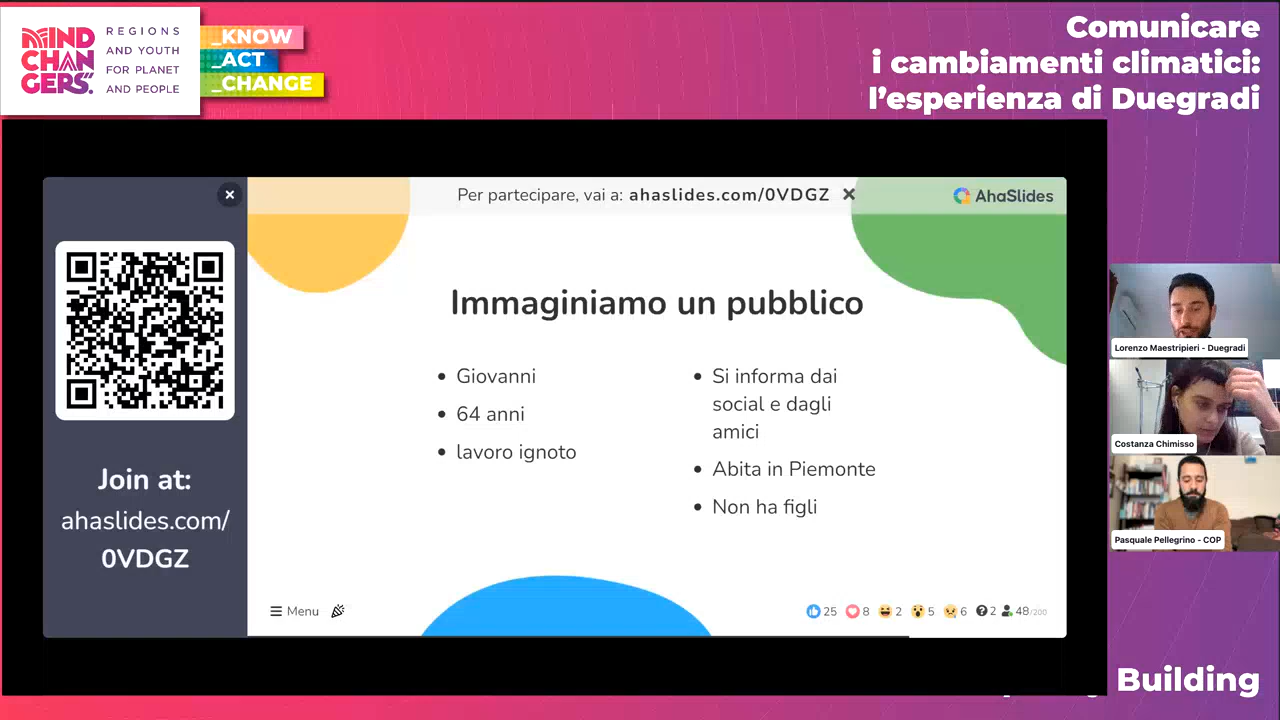 MIND
CHAN
GERS.
REGIONS
AND YOUTH
FOR PLANET
AND PEOPLE
_KNOW
_ACT
_CHANGE
Comunicare
i cambiamenti climatici:
l'esperienza di Duegradi
Per partecipare, vai a: ahaslides.com/0VDGZ
AhaSlides
Join at:
ahaslides.com/
0VDGZ
Immaginiamo un pubblico
Giovanni
64 anni
lavoro ignoto
Si informa dai
social e dagli
amici
Abita in Piemonte
Non ha figli
Menu
25 8 2 5 6 2 48/200
Lorenzo Maestripieri - Duegradi
Costanza Chimisso
Pasquale Pellegrino - COP
Building